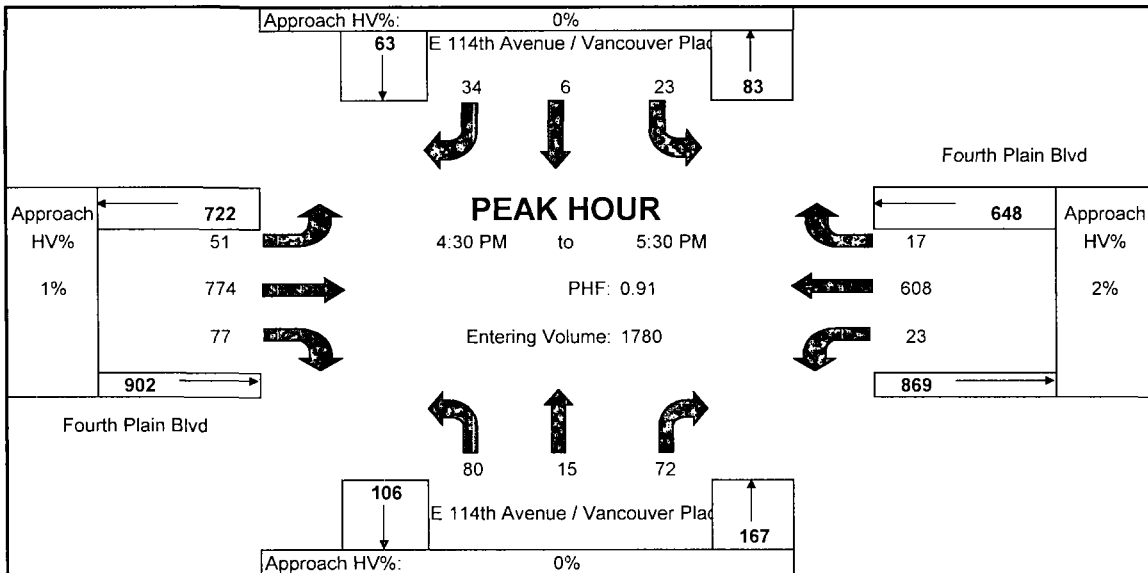 Approach HV%: 0%
63 E 114th Avenue / Vancouver Plac 83
34 6 23
Fourth Plain Blvd
Approach 722 PEAK HOUR 648 Approach
HV% 51 4:30 PM to 5:30 PM 17 HV%
1% 774 PHF: 0.91 608 2%
77 Entering Volume: 1780 23
902 869
Fourth Plain Blvd
80 15 72
106 E 114th Avenue / Vancouver Plac 167
Approach HV%: 0%